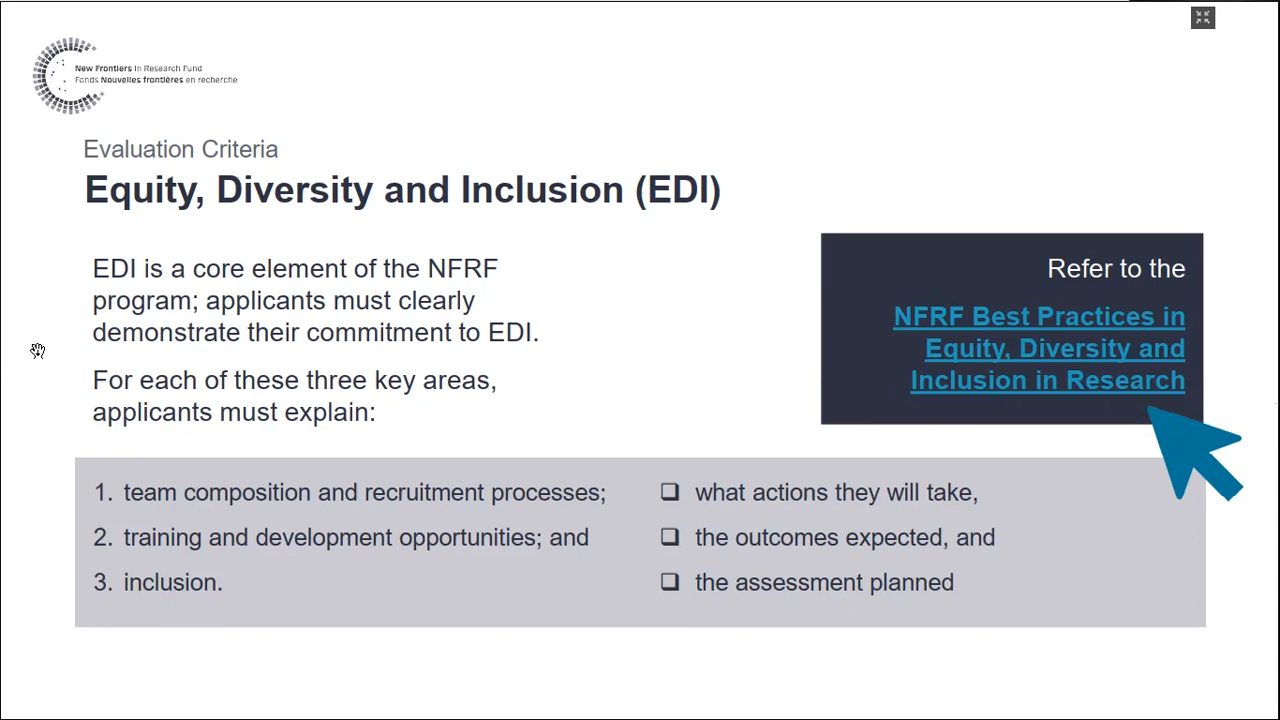 New Frontiers in Research Fund
Fonds Nouvelles frontières en recherche
Evaluation Criteria
Equity, Diversity and Inclusion (EDI)
EDI is a core element of the NFRF
program; applicants must clearly
demonstrate their commitment to EDI.
For each of these three key areas,
applicants must explain:
Refer to the
NFRF Best Practices in
Equity, Diversity and
Inclusion in Research
1. team composition and recruitment processes;
2. training and development opportunities; and
3. inclusion.
❑ what actions they will take,
❑ the outcomes expected, and
❑ the assessment planned